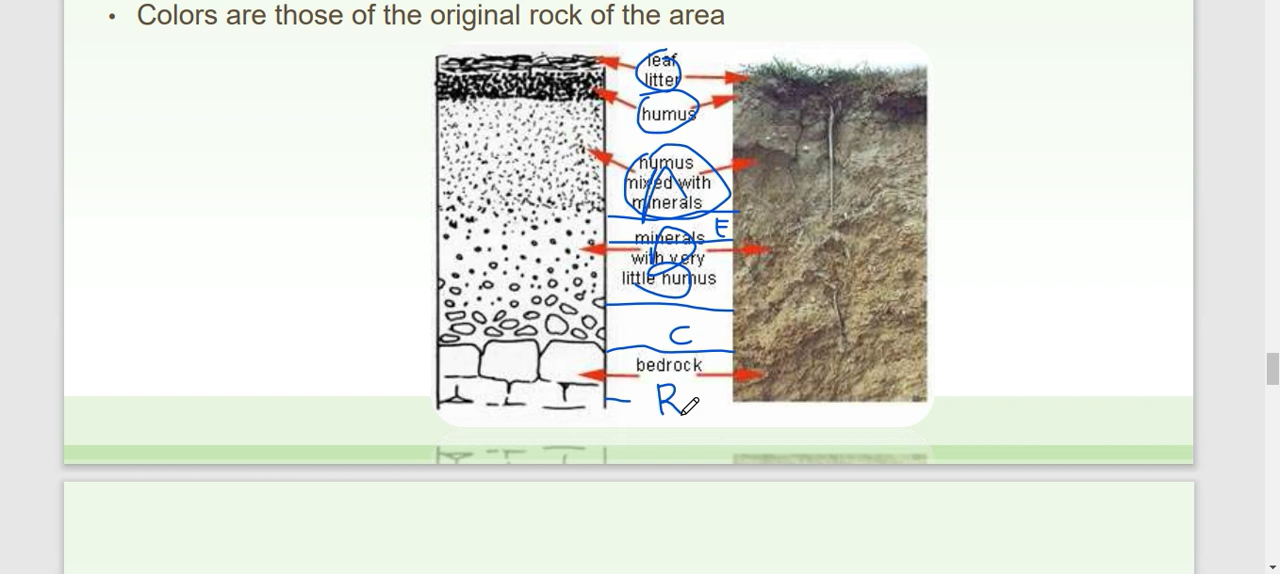 • Colors are those of the original rock of the area
leaf
litter
humus
humus
mixed with
minerals
A
E
minerals
with very
little humus
B
C
bedrock
R